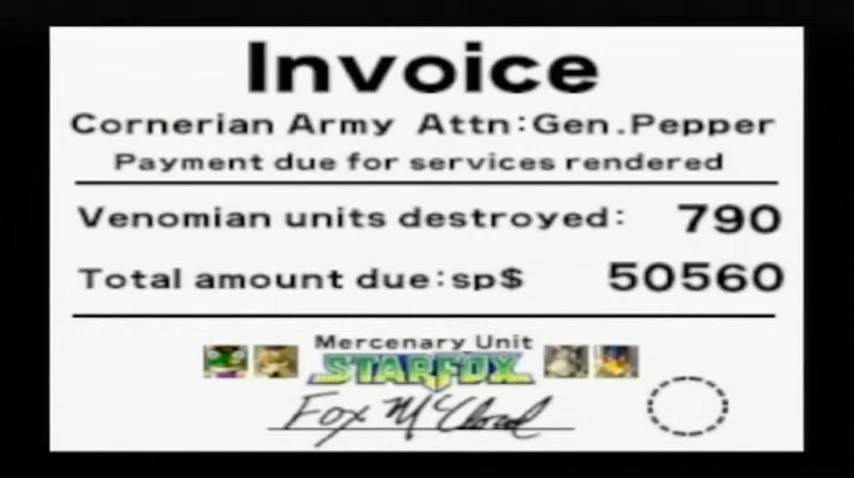 Invoice
Cornerian Army Attn:Gen.Pepper
Payment due for services rendered
Venomian units destroyed: 790
Total amount due:sp$ 50560
Mercenary Unit
STARFOX
Fox McCloud